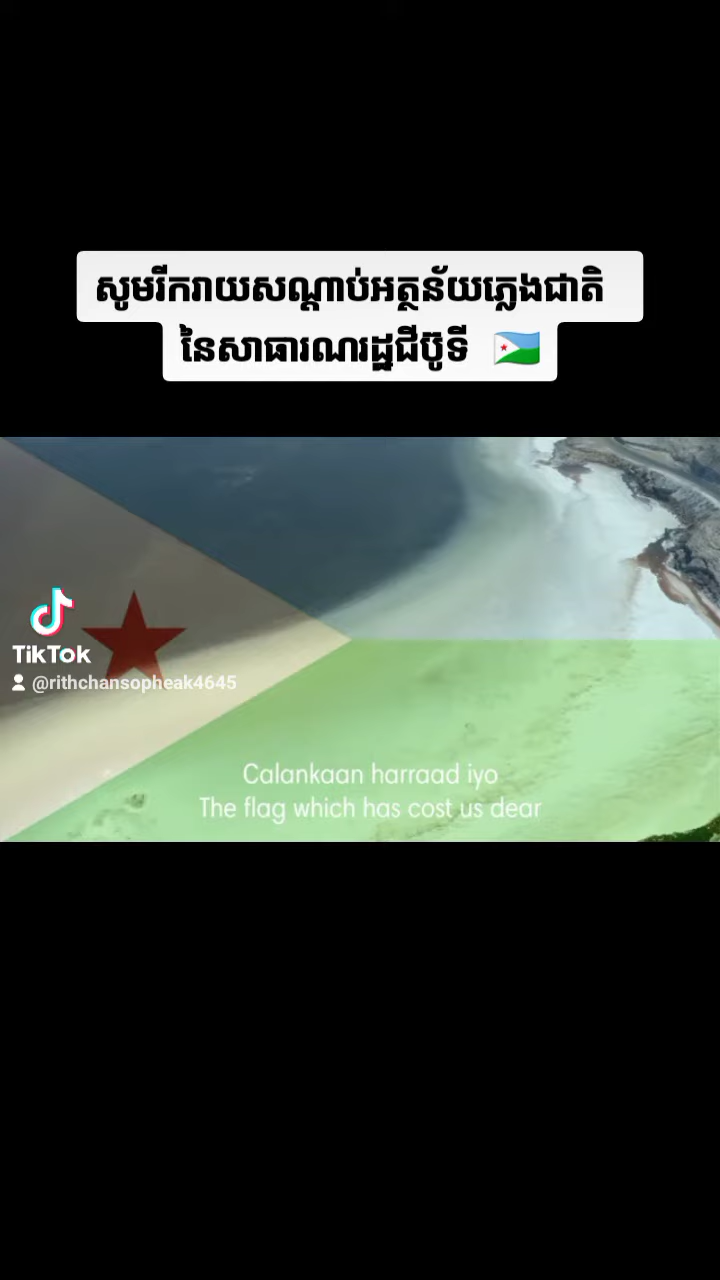 សូមរីករាយសណ្តាប់អត្ថន័យភ្លេងជាតិ
នៃសាធារណរដ្ឋជីប៊ូទី 🇩🇯
TikTok
@rithchansopheak4645
Calankaan harraad iyo
The flag which has cost us dear